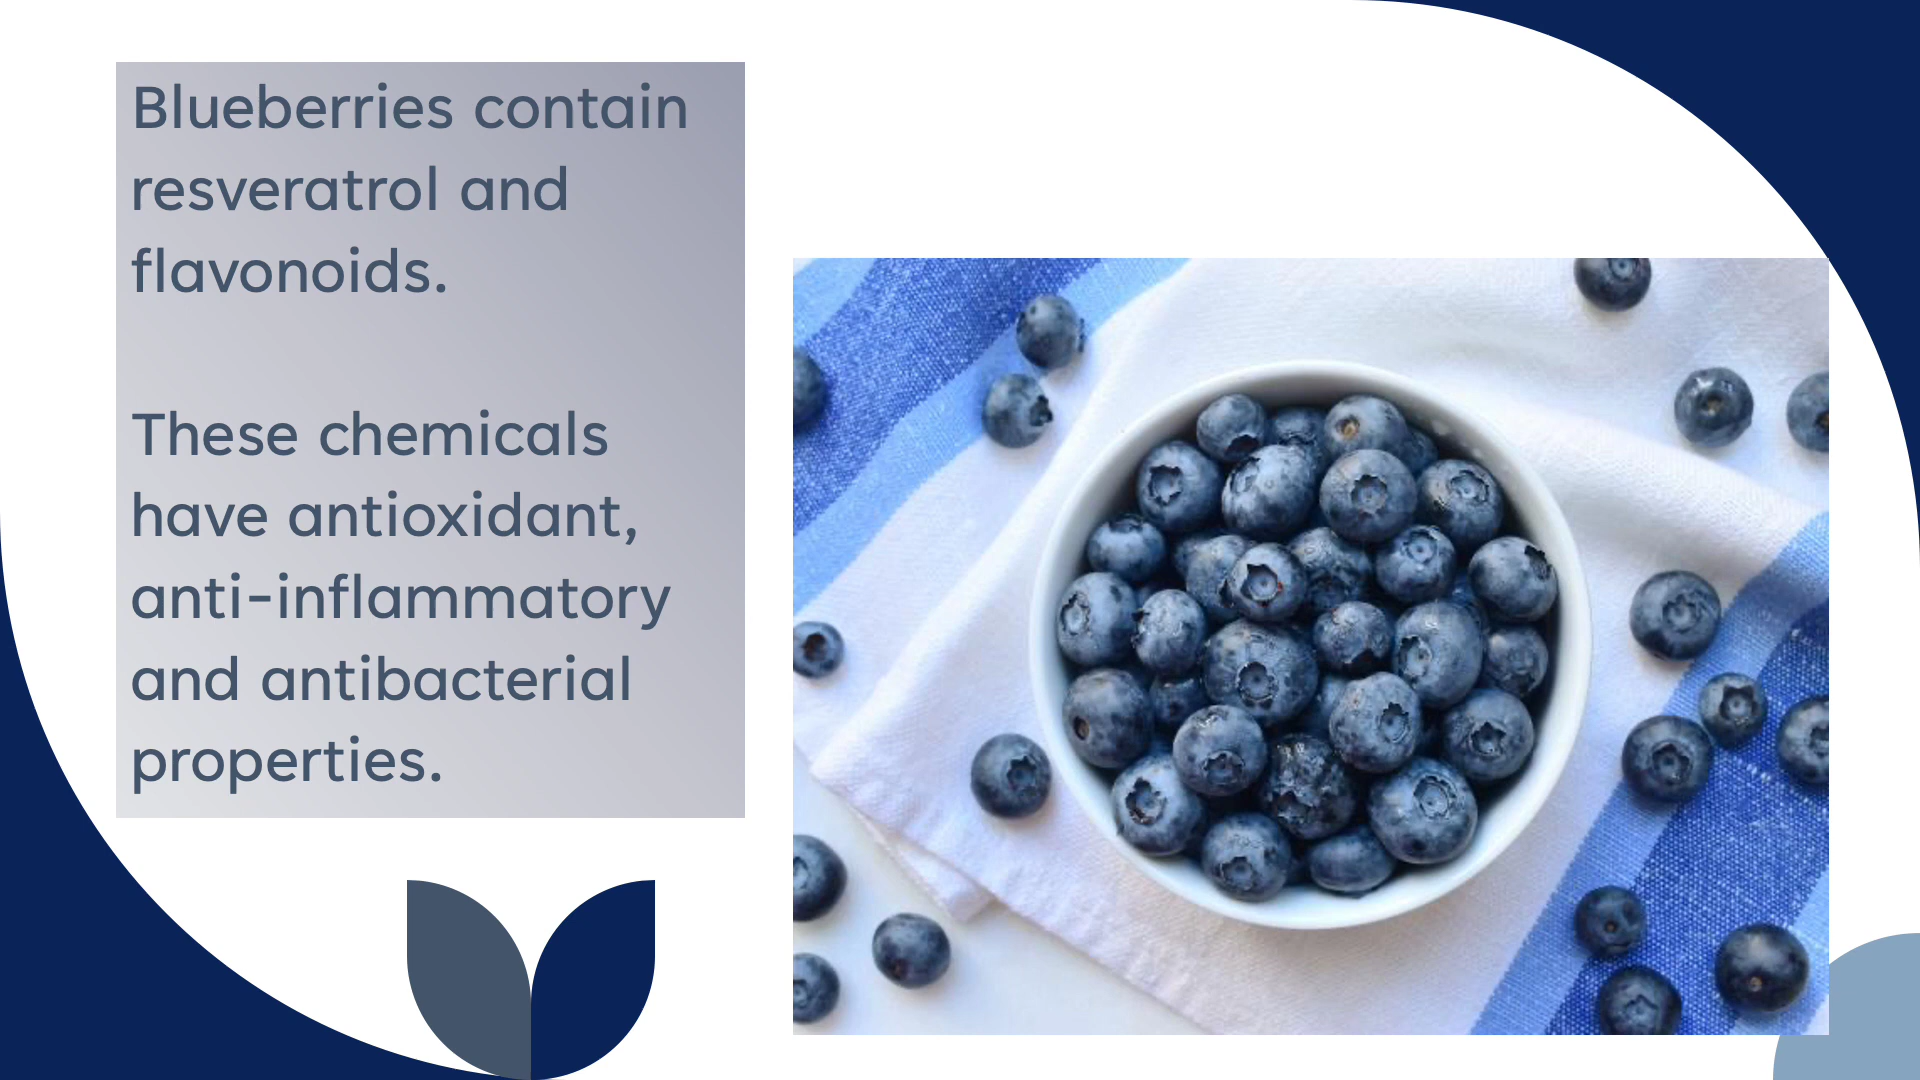 Blueberries contain
resveratrol and
flavonoids.
These chemicals
have antioxidant,
anti-inflammatory
and antibacterial
properties.